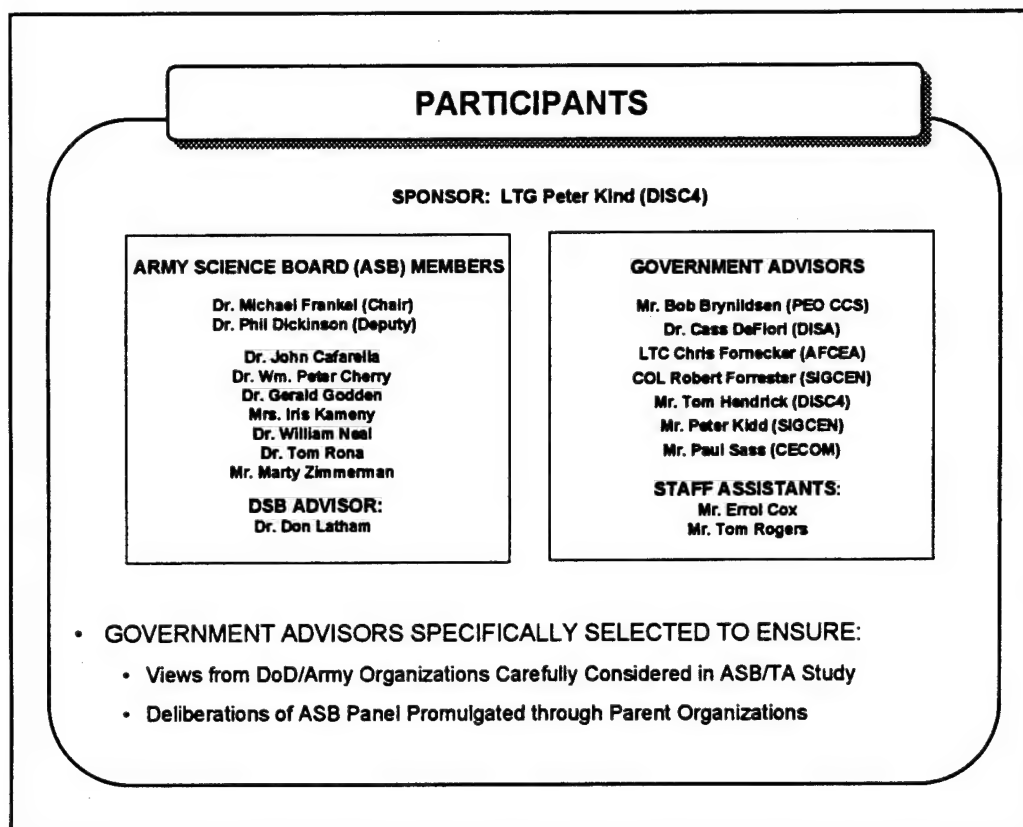 PARTICIPANTS
SPONSOR: LTG Peter Kind (DISC4)
ARMY SCIENCE BOARD (ASB) MEMBERS
Dr. Michael Frankel (Chair)
Dr. Phil Dickinson (Deputy)
Dr. John Cafarella
Dr. Wm. Peter Cherry
Dr. Gerald Godden
Mrs. Iris Kameny
Dr. William Neal
Dr. Tom Rona
Mr. Marty Zimmerman
DSB ADVISOR:
Dr. Don Latham
GOVERNMENT ADVISORS
Mr. Bob Brynildsen (PEO CCS)
Dr. Cass DeFiori (DISA)
LTC Chris Fornecker (AFCEA)
COL Robert Forrester (SIGCEN)
Mr. Tom Hendrick (DISC4)
Mr. Peter Kidd (SIGCEN)
Mr. Paul Sass (CECOM)
STAFF ASSISTANTS:
Mr. Errol Cox
Mr. Tom Rogers
• GOVERNMENT ADVISORS SPECIFICALLY SELECTED TO ENSURE:
• Views from DoD/Army Organizations Carefully Considered in ASB/TA Study
• Deliberations of ASB Panel Promulgated through Parent Organizations